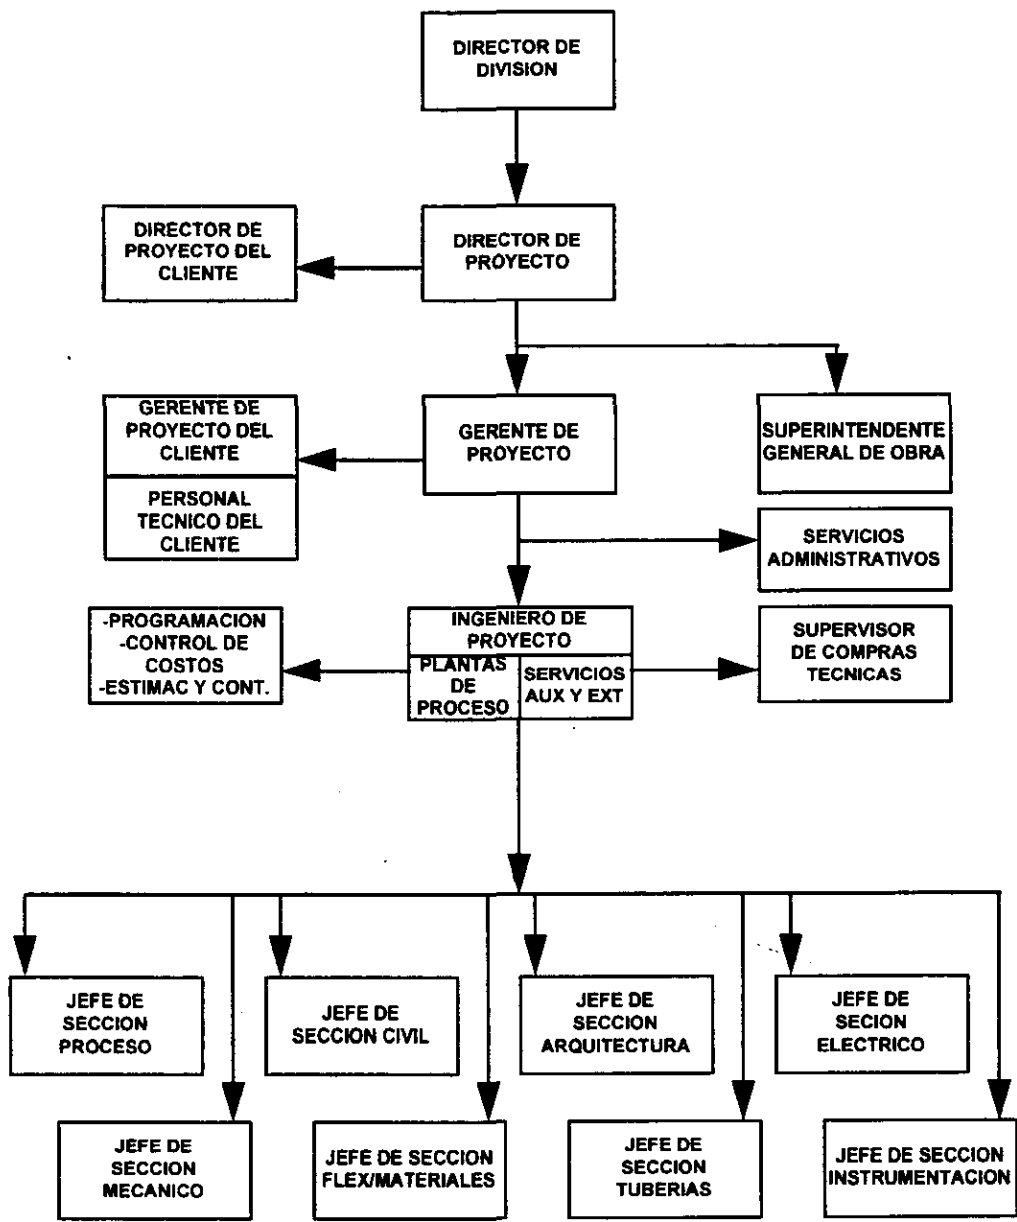 DIRECTOR DE
DIVISION
DIRECTOR DE
PROYECTO DEL
CLIENTE
DIRECTOR DE
PROYECTO
GERENTE DE
PROYECTO DEL
CLIENTE
PERSONAL
TECNICO DEL
CLIENTE
GERENTE DE
PROYECTO
SUPERINTENDENTE
GENERAL DE OBRA
SERVICIOS
ADMINISTRATIVOS
-PROGRAMACION
-CONTROL DE
COSTOS
-ESTIMAC Y CONT.
INGENIERO DE
PROYECTO
PLANTAS
DE
PROCESO
SERVICIOS
AUX Y EXT
SUPERVISOR
DE COMPRAS
TECNICAS
JEFE DE
SECCION
PROCESO
JEFE DE
SECCION CIVIL
JEFE DE
SECCION
ARQUITECTURA
JEFE DE
SECION
ELECTRICO
JEFE DE
SECCION
MECANICO
JEFE DE SECCION
FLEX/MATERIALES
JEFE DE
SECCION
TUBERIAS
JEFE DE SECCION
INSTRUMENTACION